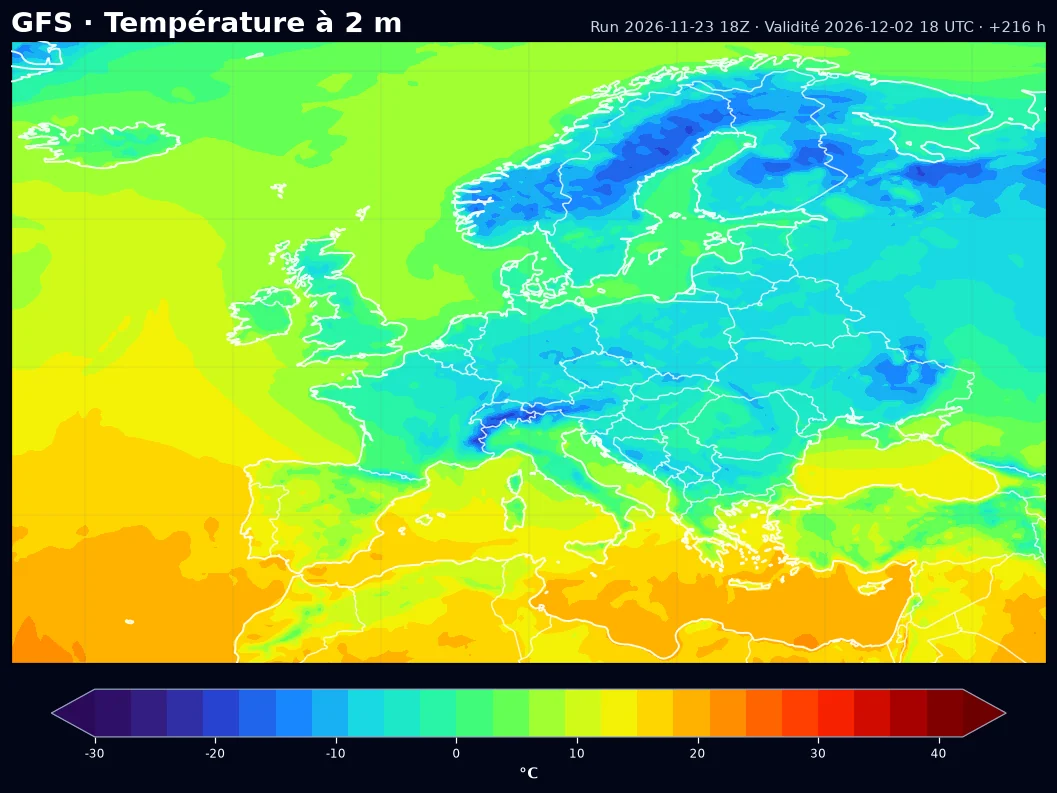 GFS · Température à 2 m
Run 2026-11-23 18Z · Validité 2026-12-02 18 UTC · +216 h
-30 -20 -10 0 10 20 30 40
°C